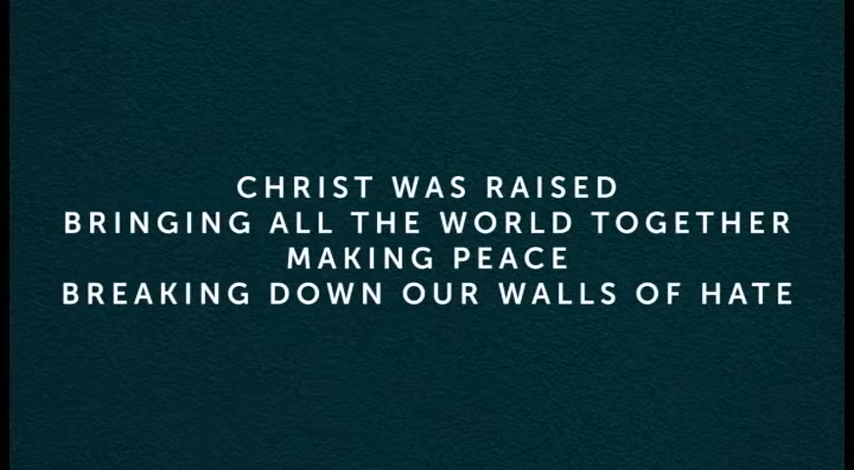 CHRIST WAS RAISED
BRINGING ALL THE WORLD TOGETHER
MAKING PEACE
BREAKING DOWN OUR WALLS OF HATE